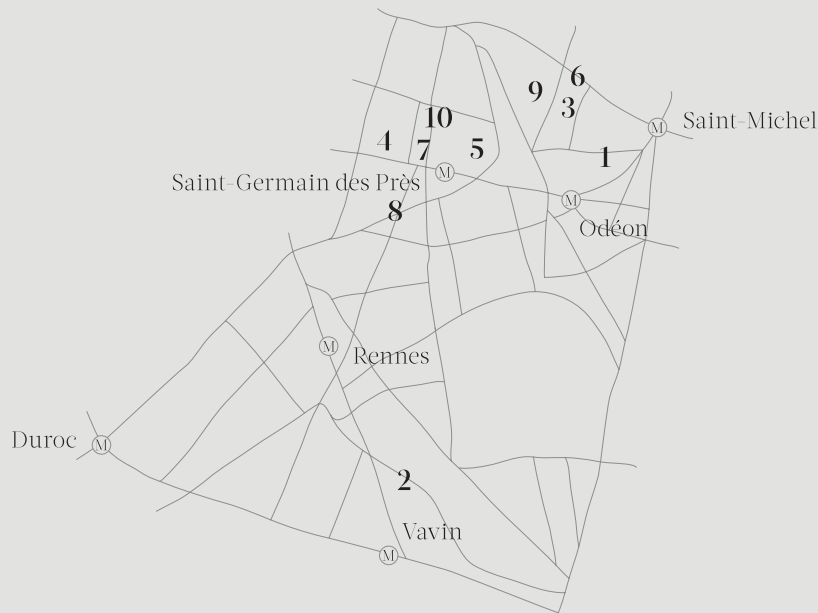 6
9
3
10
M Saint-Michel
4
7
5
1
M
Saint-Germain des Près
M
8
Odéon
M
Rennes
Duroc M
2
Vavin
M